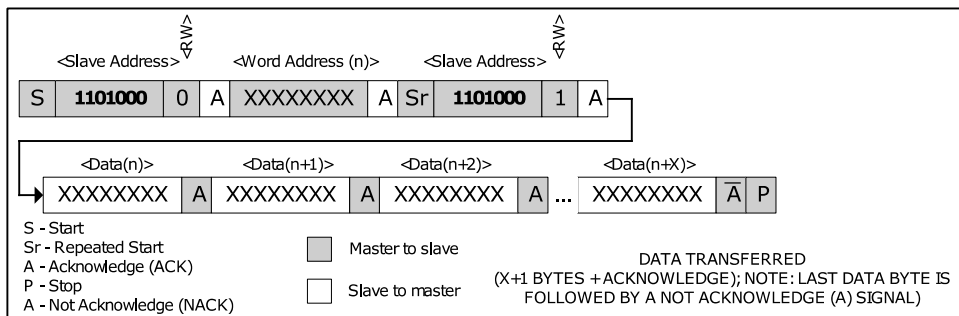 <RW> <RW>
<Slave Address> <Word Address (n)> <Slave Address>
S 1101000 0 A XXXXXXXX A Sr 1101000 1 A
<Data(n)> <Data(n+1)> <Data(n+2)> <Data(n+X)>
XXXXXXXX A XXXXXXXX A XXXXXXXX A ... XXXXXXXX A̅ P
S - Start
Sr - Repeated Start
A - Acknowledge (ACK)
P - Stop
A - Not Acknowledge (NACK)
Master to slave
Slave to master
DATA TRANSFERRED
(X+1 BYTES + ACKNOWLEDGE); NOTE: LAST DATA BYTE IS
FOLLOWED BY A NOT ACKNOWLEDGE (A) SIGNAL)